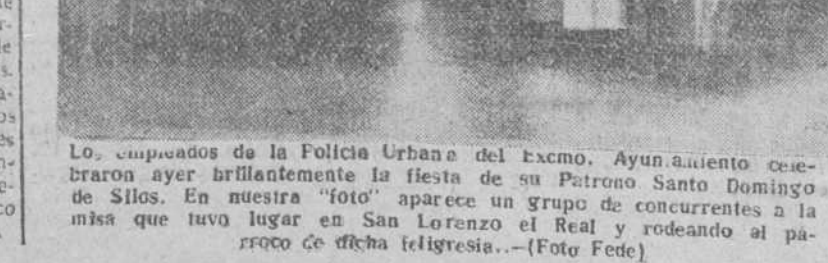 Los empleados de la Policia Urbana del Excmo. Ayuntamiento cele-
braron ayer brillantemente la fiesta de su Patrono Santo Domingo
de Silos. En nuestra "foto" aparece un grupo de concurrentes a la
misa que tuvo lugar en San Lorenzo el Real y rodeando al pá-
rroco de dicha feligresia..—(Foto Fede)